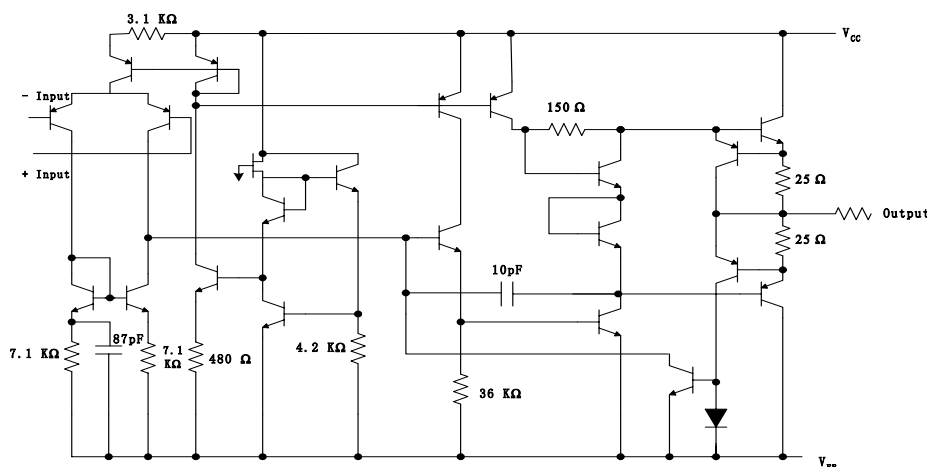 3.1 KΩ
V_CC
- Input
150 Ω
+ Input
25 Ω
Output
25 Ω
10pF
87pF
7.1 KΩ
7.1
KΩ
480 Ω
4.2 KΩ
36 KΩ
V_EE